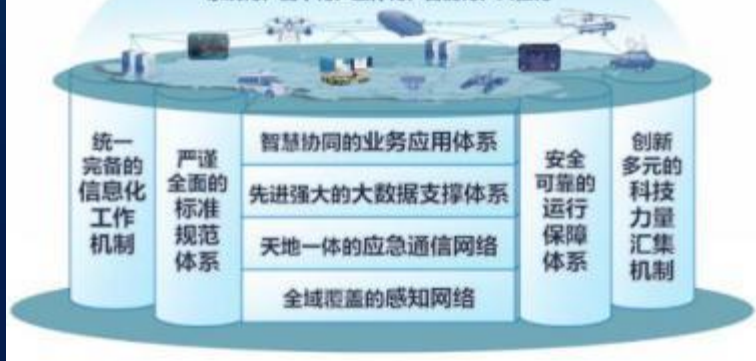 统一
完备的
信息化
工作
机制
严谨
全面的
标准
规范
体系
智慧协同的业务应用体系
先进强大的大数据支撑体系
天地一体的应急通信网络
全域覆盖的感知网络
安全
可靠的
运行
保障
体系
创新
多元的
科技
力量
汇集
机制